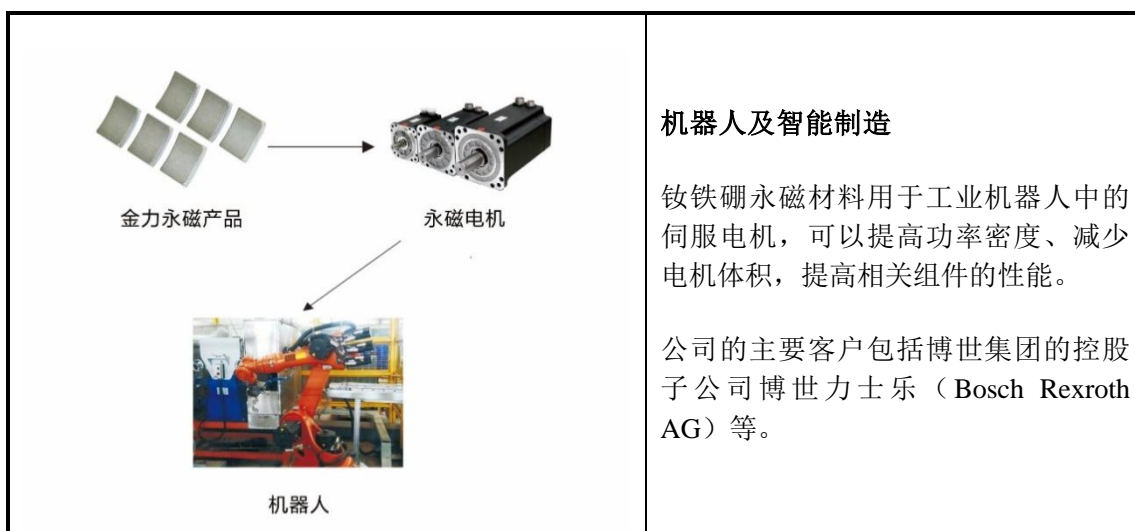 金力永磁产品
永磁电机
机器人
机器人及智能制造
钕铁硼永磁材料用于工业机器人中的
伺服电机，可以提高功率密度、减少
电机体积，提高相关组件的性能。
公司的主要客户包括博世集团的控股
子公司博世力士乐（Bosch Rexroth
AG）等。